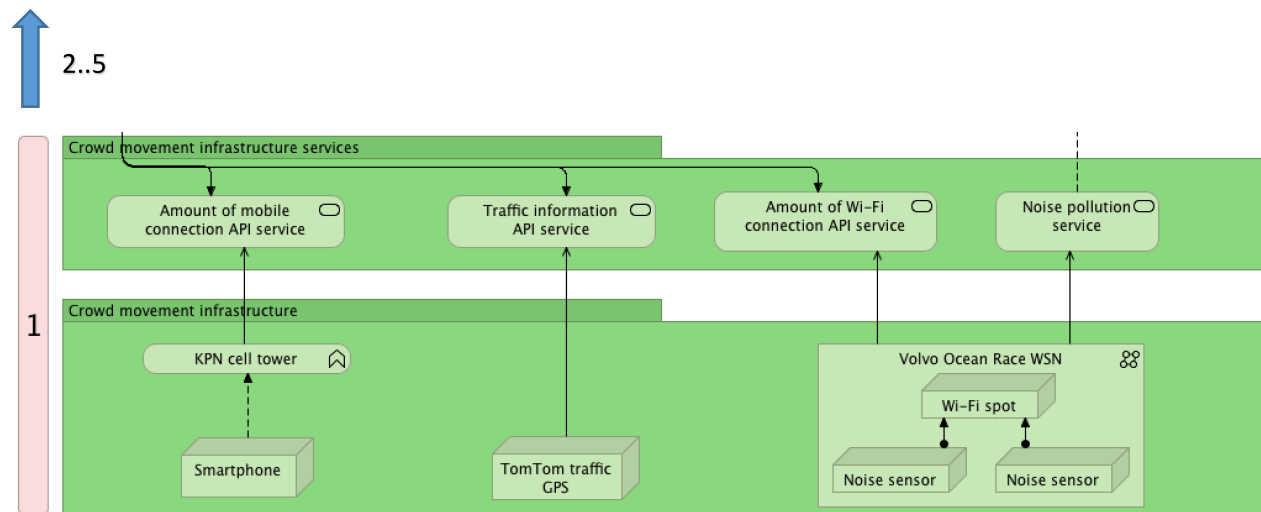 2..5
Crowd movement infrastructure services
Amount of mobile
connection API service
Traffic information
API service
Amount of Wi-Fi
connection API service
Noise pollution
service
1
Crowd movement infrastructure
KPN cell tower
Volvo Ocean Race WSN
Wi-Fi spot
Smartphone
TomTom traffic
GPS
Noise sensor
Noise sensor